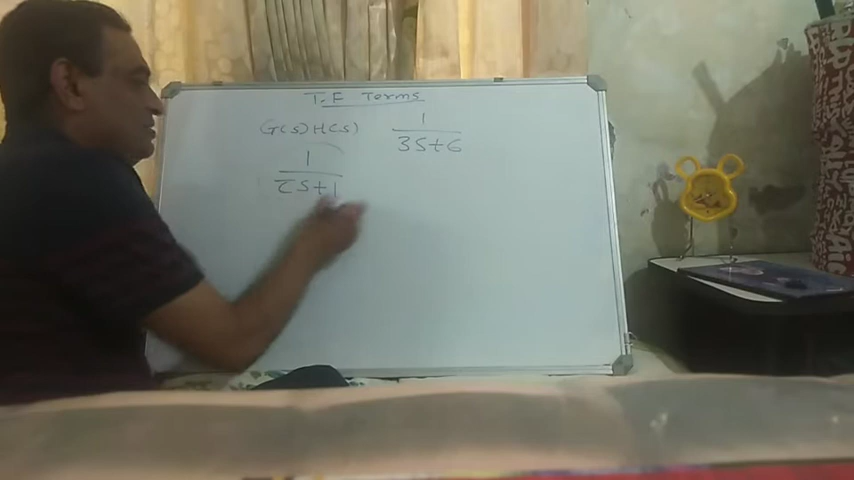 T.F Terms
G(s)H(s)
1
τs+1
1
3s+6